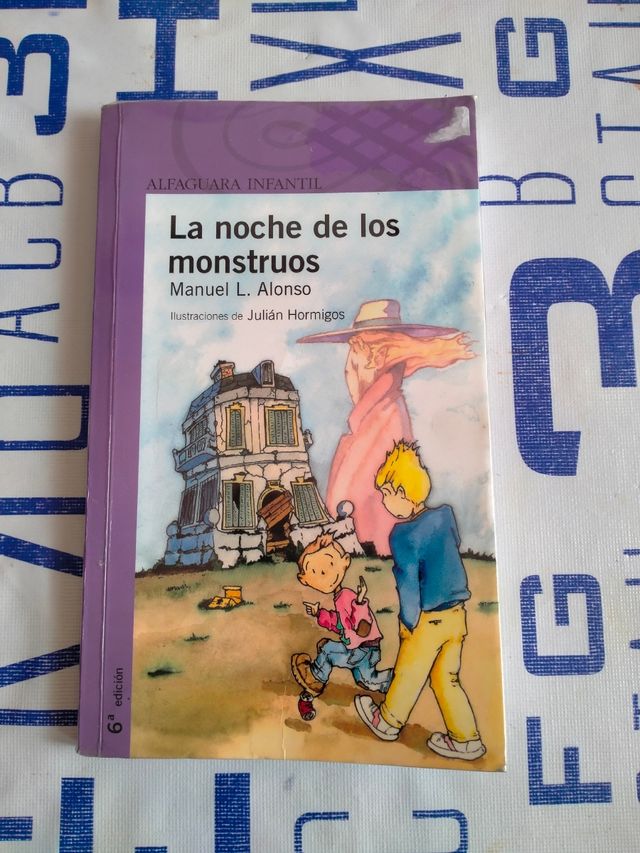 ALFAGUARA INFANTIL
La noche de los
monstruos
Manuel L. Alonso
Ilustraciones de Julián Hormigos
6ª edición